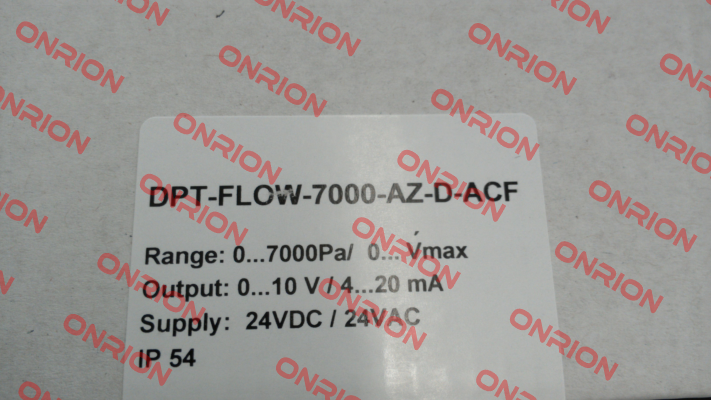 DPT-FLOW-7000-AZ-D-ACF
Range: 0...7000Pa/ 0... Vmax
Output: 0...10 V / 4...20 mA
Supply: 24VDC / 24VAC
IP 54
ONRION